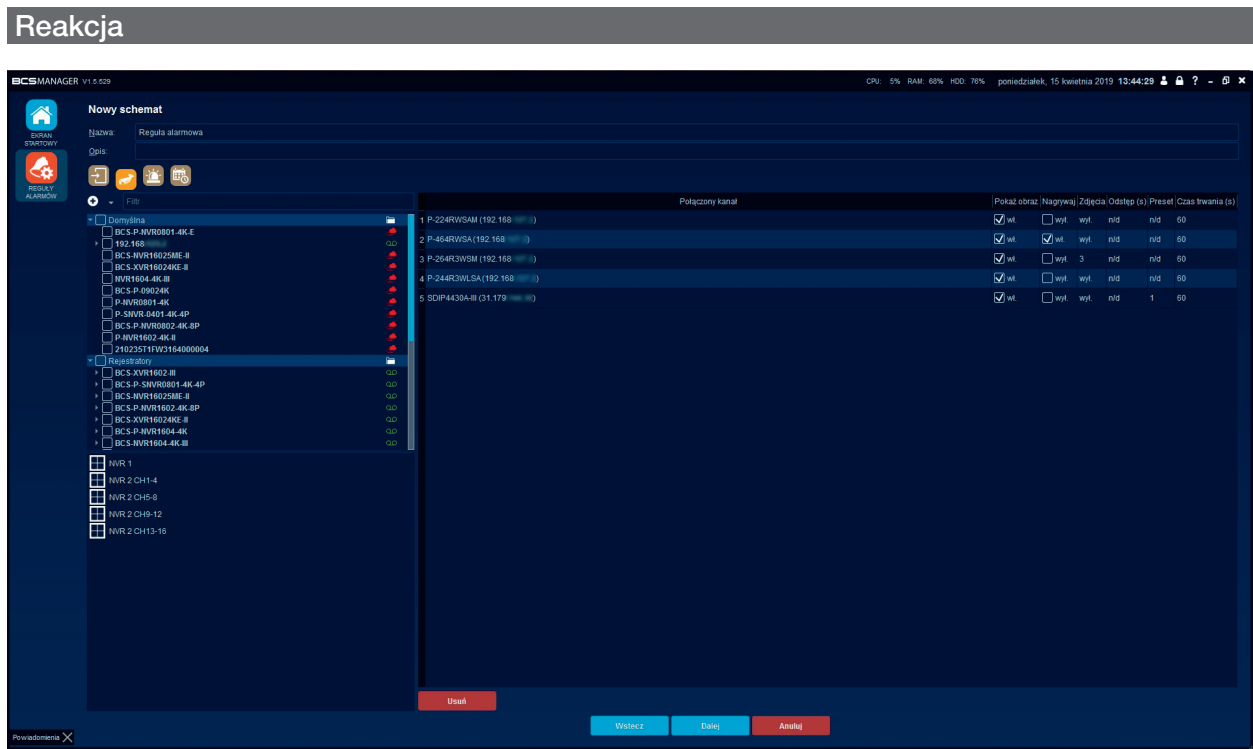 Reakcja
BCSMANAGER V1.5.529
CPU: 5% RAM: 68% HDD: 76% poniedziałek, 15 kwietnia 2019 13:44:29 ?
EKRAN
STARTOWY
REGUŁY
ALARMÓW
Nowy schemat
Nazwa: Reguła alarmowa
Opis:
Filtr
Domyślna
BCS-P-NVR0801-4K-E
192.168
BCS-NVR16025ME-II
BCS-XVR16024KE-II
NVR1604-4K-III
BCS-P-09024K
P-NVR0801-4K
P-SNVR-0401-4K-4P
BCS-P-NVR0802-4K-8P
P-NVR1602-4K-II
210235T1FW3164000004
Rejestratory
BCS-XVR1602-III
BCS-P-SNVR0801-4K-4P
BCS-NVR16025ME-II
BCS-P-NVR1602-4K-8P
BCS-XVR16024KE-II
BCS-P-NVR1604-4K
BCS-NVR1604-4K-III
NVR 1
NVR 2 CH1-4
NVR 2 CH5-8
NVR 2 CH9-12
NVR 2 CH13-16
Połączony kanał Pokaż obraz Nagrywaj Zdjęcia Odstęp (s) Preset Czas trwania (s)
1 P-224RWSAM (192.168 ) wł. wył. wył. n/d n/d 60
2 P-464RWSA (192.168 ) wł. wł. wył. n/d n/d 60
3 P-264R3WSM (192.168 ) wł. wył. 3 n/d n/d 60
4 P-244R3WLSA (192.168 ) wł. wył. wył. n/d n/d 60
5 SDIP4430A-III (31.179 ) wł. wył. wył. n/d 1 60
Usuń
Wstecz Dalej Anuluj
Powiadomienia